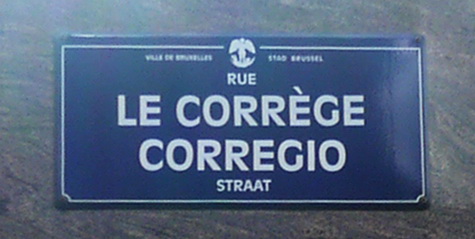 VILLE DE BRUXELLES STAD BRUSSEL
RUE
LE CORRÈGE
CORREGIO
STRAAT